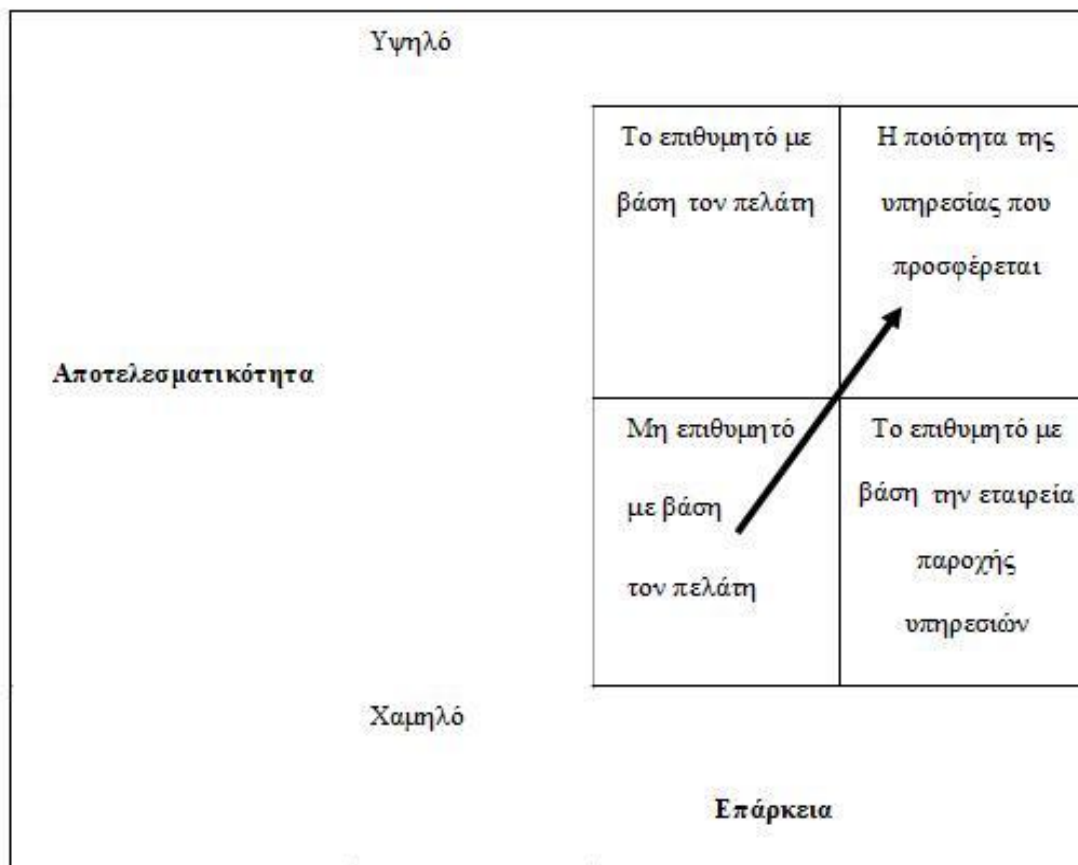 Υψηλό
Το επιθυμητό με
βάση τον πελάτη
Η ποιότητα της
υπηρεσίας που
προσφέρεται
Αποτελεσματικότητα
Μη επιθυμητό
με βάση
τον πελάτη
Το επιθυμητό με
βάση την εταιρεία
παροχής
υπηρεσιών
Χαμηλό
Επάρκεια